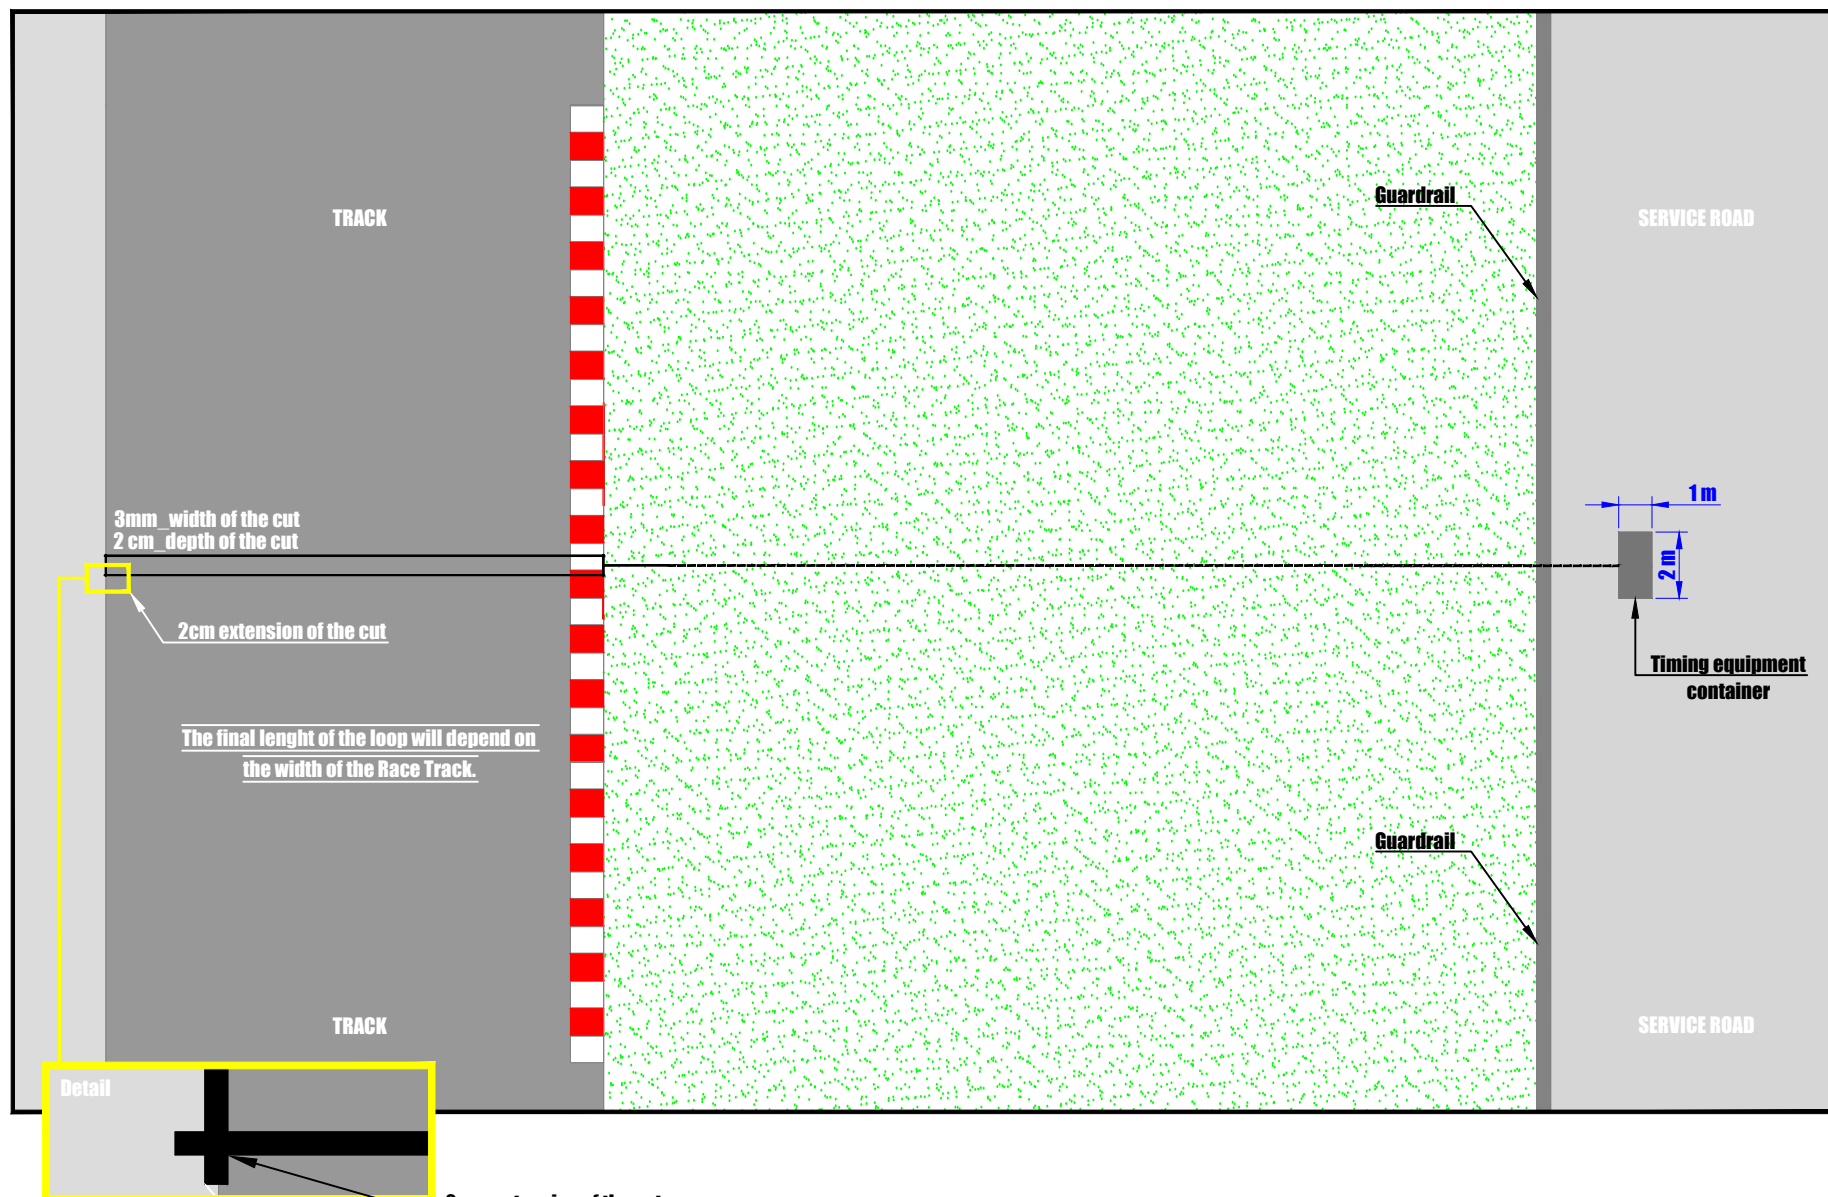 TRACK
Guardrail
SERVICE ROAD
1 m
3mm_width of the cut
2 cm_depth of the cut
2 m
2cm extension of the cut
Timing equipment
container
The final lenght of the loop will depend on
the width of the Race Track.
Guardrail
TRACK
SERVICE ROAD
Detail